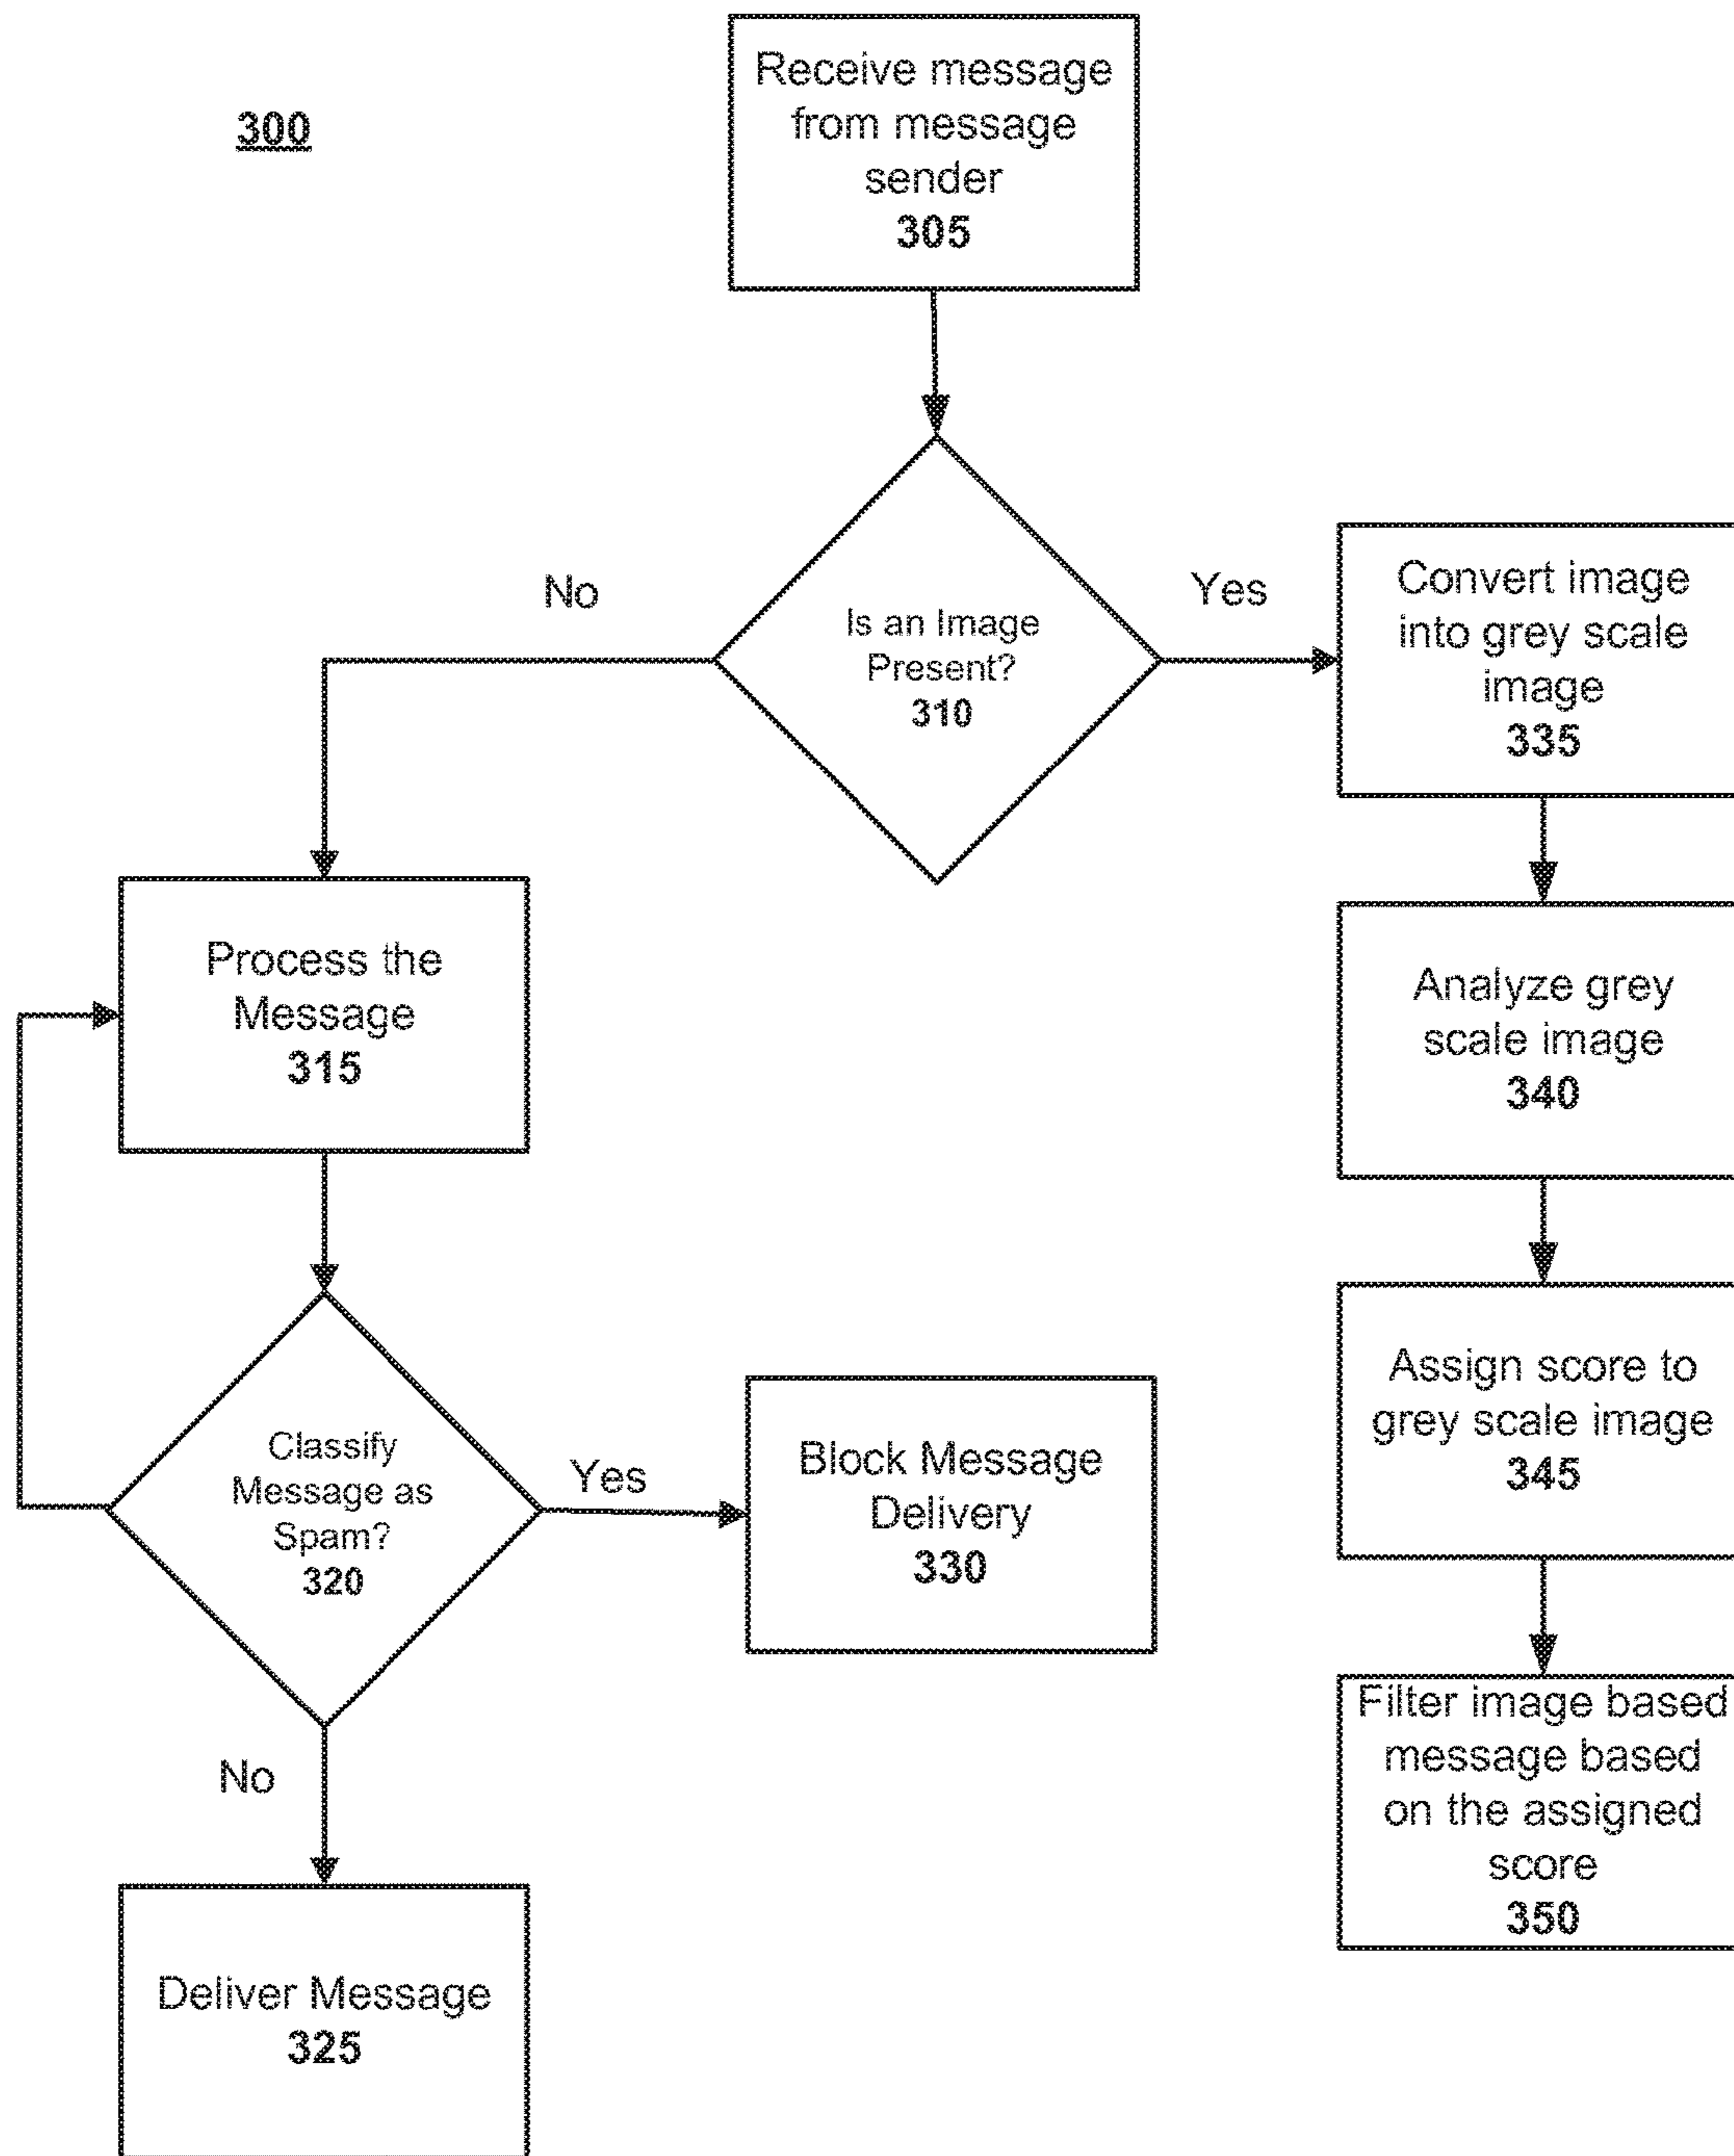 300
Receive message
from message
sender
305
Is an Image
Present?
310
No
Yes
Convert image
into grey scale
image
335
Process the
Message
315
Analyze grey
scale image
340
Classify
Message as
Spam?
320
Yes
Block Message
Delivery
330
Assign score to
grey scale image
345
No
Deliver Message
325
Filter image based
message based
on the assigned
score
350